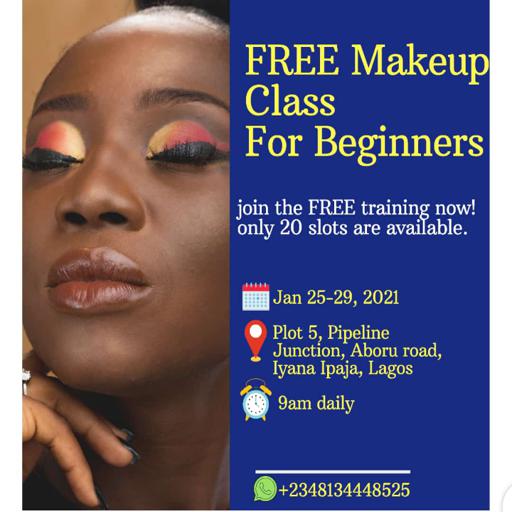 FREE Makeup
Class
For Beginners
join the FREE training now!
only 20 slots are available.
Jan 25-29, 2021
Plot 5, Pipeline
Junction, Aboru road,
Iyana Ipaja, Lagos
9am daily
+2348134448525